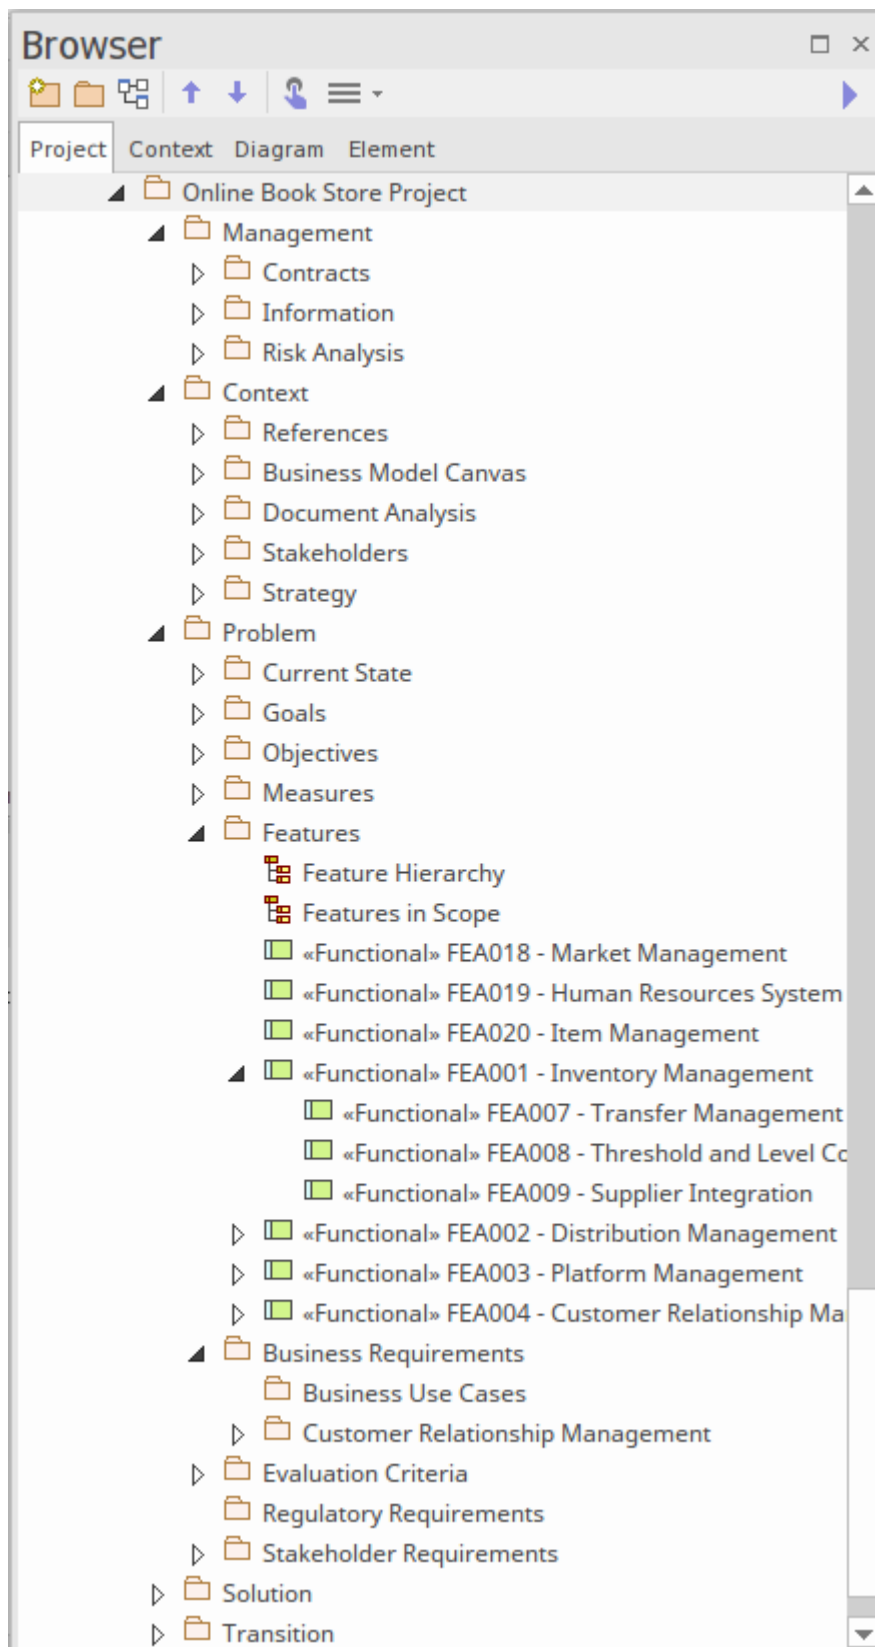 Browser
Project Context Diagram Element
Online Book Store Project
Management
Contracts
Information
Risk Analysis
Context
References
Business Model Canvas
Document Analysis
Stakeholders
Strategy
Problem
Current State
Goals
Objectives
Measures
Features
Feature Hierarchy
Features in Scope
«Functional» FEA018 - Market Management
«Functional» FEA019 - Human Resources System
«Functional» FEA020 - Item Management
«Functional» FEA001 - Inventory Management
«Functional» FEA007 - Transfer Management
«Functional» FEA008 - Threshold and Level Co
«Functional» FEA009 - Supplier Integration
«Functional» FEA002 - Distribution Management
«Functional» FEA003 - Platform Management
«Functional» FEA004 - Customer Relationship Ma
Business Requirements
Business Use Cases
Customer Relationship Management
Evaluation Criteria
Regulatory Requirements
Stakeholder Requirements
Solution
Transition